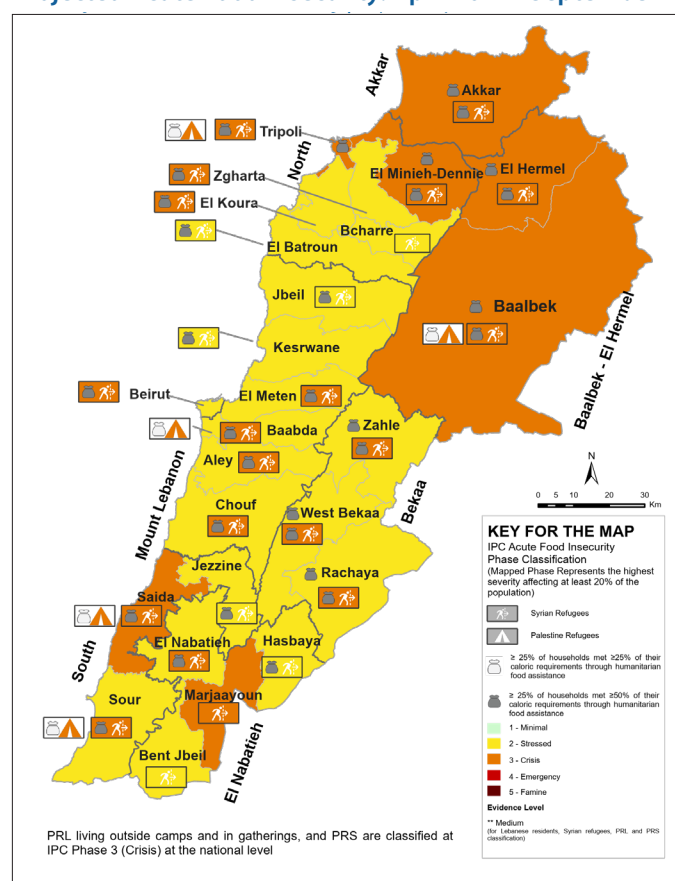 Akkar
Akkar
Tripoli
North
El Minieh-Dennie
El Hermel
Zgharta
El Koura
Bcharre
El Batroun
Jbeil
Baalbek
Baalbek - El Hermel
Kesrwane
Beirut
El Meten
Baabda
Zahle
Aley
Mount Lebanon
Chouf
West Bekaa
Bekaa
Jezzine
Rachaya
Saida
El Nabatieh
Hasbaya
South
Sour
Marjaayoun
Bent Jbeil
El Nabatieh
N
0 5 10 20 30
Km
KEY FOR THE MAP
IPC Acute Food Insecurity
Phase Classification
(Mapped Phase Represents the highest
severity affecting at least 20% of the
population)
Syrian Refugees
Palestine Refugees
≥ 25% of households met ≥25% of their
caloric requirements through humanitarian
food assistance
≥ 25% of households met ≥50% of their
caloric requirements through humanitarian
food assistance
1 - Minimal
2 - Stressed
3 - Crisis
4 - Emergency
5 - Famine
Evidence Level
** Medium
(for Lebanese residents, Syrian refugees, PRL and PRS
classification)
PRL living outside camps and in gatherings, and PRS are classified at
IPC Phase 3 (Crisis) at the national level